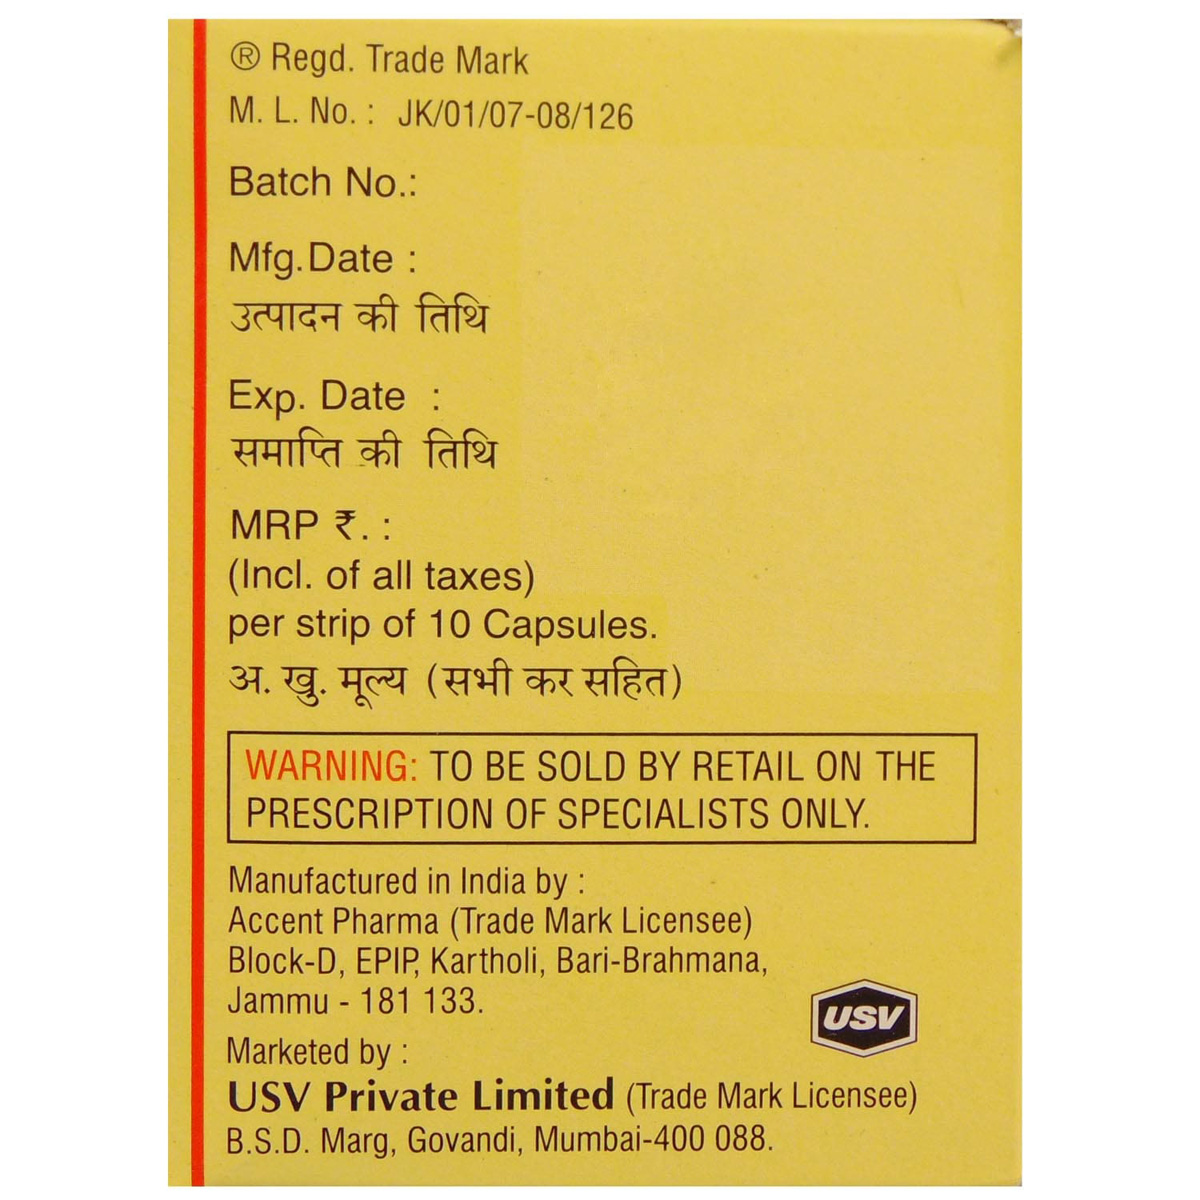 ® Regd. Trade Mark
M. L. No. : JK/01/07-08/126
Batch No.:
Mfg.Date :
उत्पादन की तिथि
Exp. Date :
समाप्ति की तिथि
MRP ₹. :
(Incl. of all taxes)
per strip of 10 Capsules.
अ. खु. मूल्य (सभी कर सहित)
WARNING: TO BE SOLD BY RETAIL ON THE
PRESCRIPTION OF SPECIALISTS ONLY.
Manufactured in India by :
Accent Pharma (Trade Mark Licensee)
Block-D, EPIP, Kartholi, Bari-Brahmana,
Jammu - 181 133.
USV
Marketed by :
USV Private Limited (Trade Mark Licensee)
B.S.D. Marg, Govandi, Mumbai-400 088.